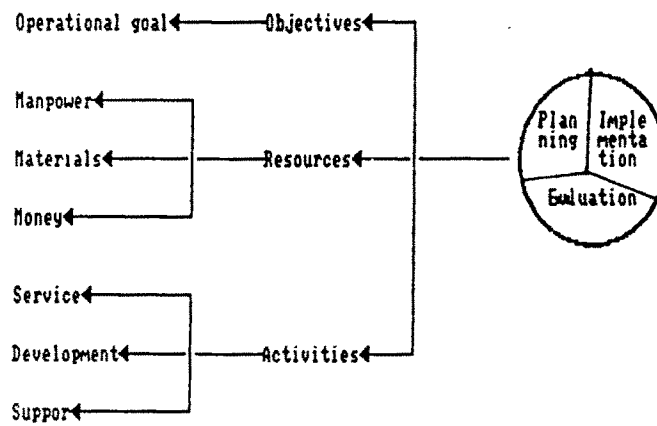 Operational goal Objectives
Manpower
Materials Resources
Money
Service
Development Activities
Suppor
Plan
ning
Imple
menta
tion
Evaluation